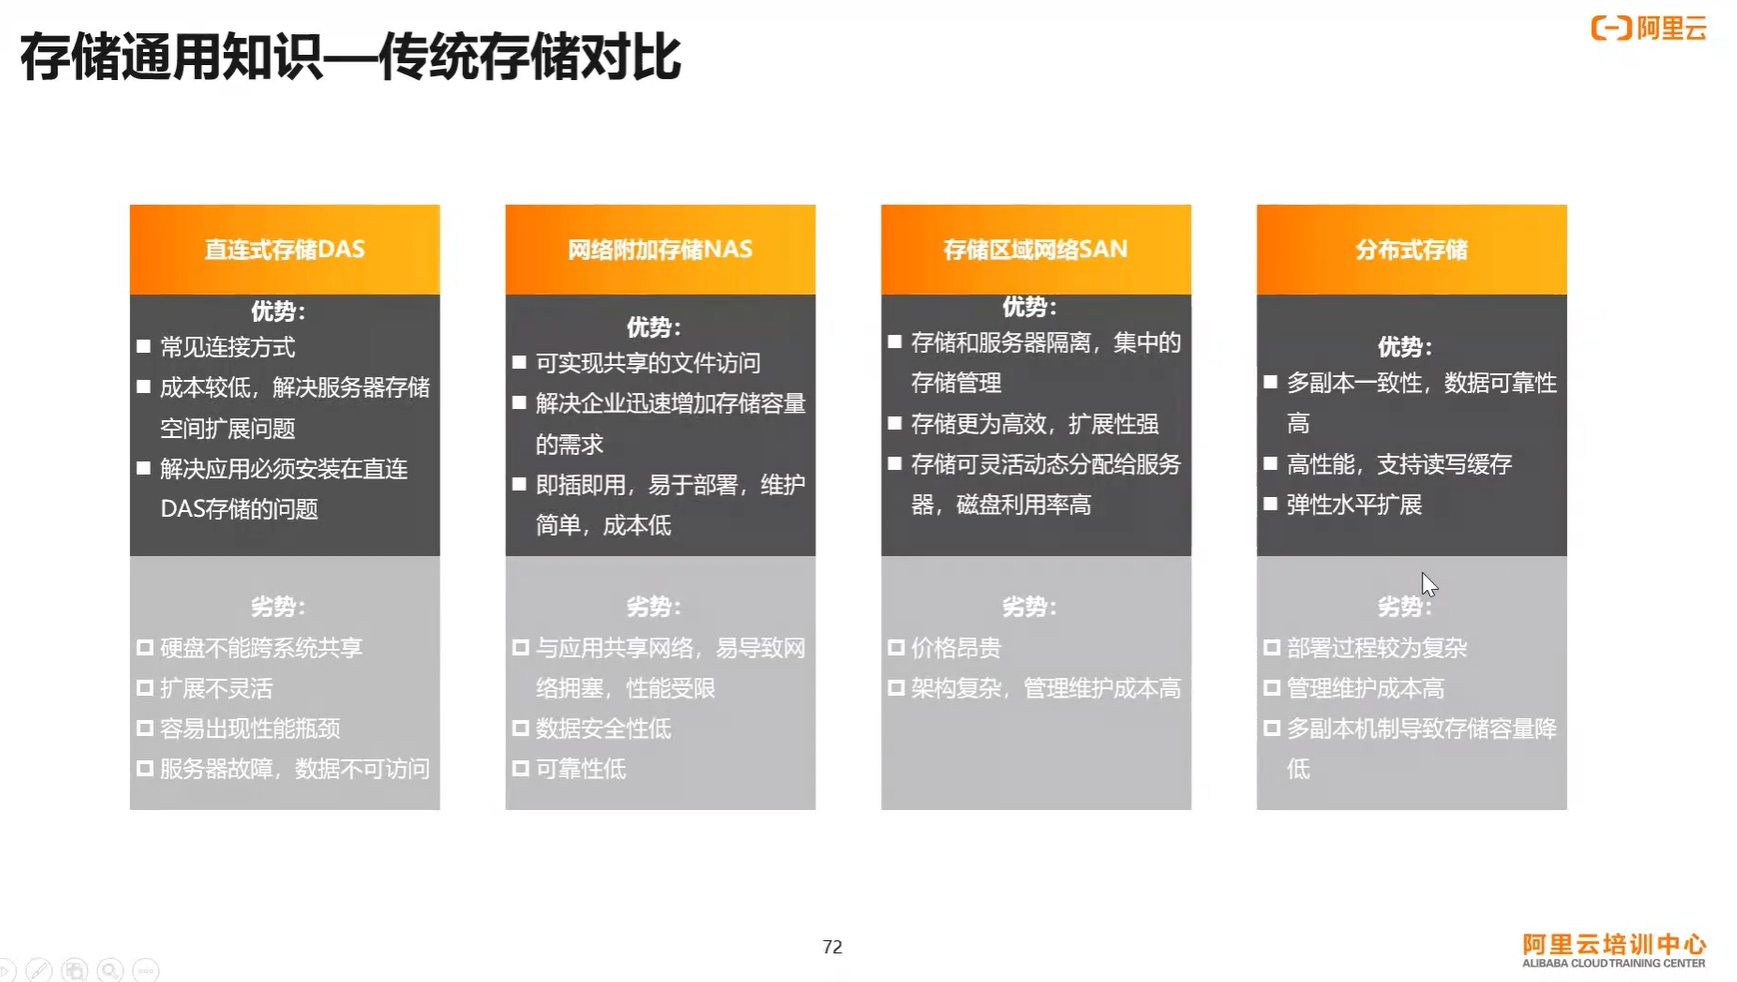 存储通用知识—传统存储对比
阿里云
直连式存储DAS
优势：
常见连接方式
成本较低，解决服务器存储
空间扩展问题
解决应用必须安装在直连
DAS存储的问题
劣势：
硬盘不能跨系统共享
扩展不灵活
容易出现性能瓶颈
服务器故障，数据不可访问
网络附加存储NAS
优势：
可实现共享的文件访问
解决企业迅速增加存储容量
的需求
即插即用，易于部署，维护
简单，成本低
劣势：
与应用共享网络，易导致网
络拥塞，性能受限
数据安全性低
可靠性低
存储区域网络SAN
优势：
存储和服务器隔离，集中的
存储管理
存储更为高效，扩展性强
存储可灵活动态分配给服务
器，磁盘利用率高
劣势：
价格昂贵
架构复杂，管理维护成本高
分布式存储
优势：
多副本一致性，数据可靠性
高
高性能，支持读写缓存
弹性水平扩展
劣势：
部署过程较为复杂
管理维护成本高
多副本机制导致存储容量降
低
72
阿里云培训中心
ALIBABA CLOUD TRAINING CENTER